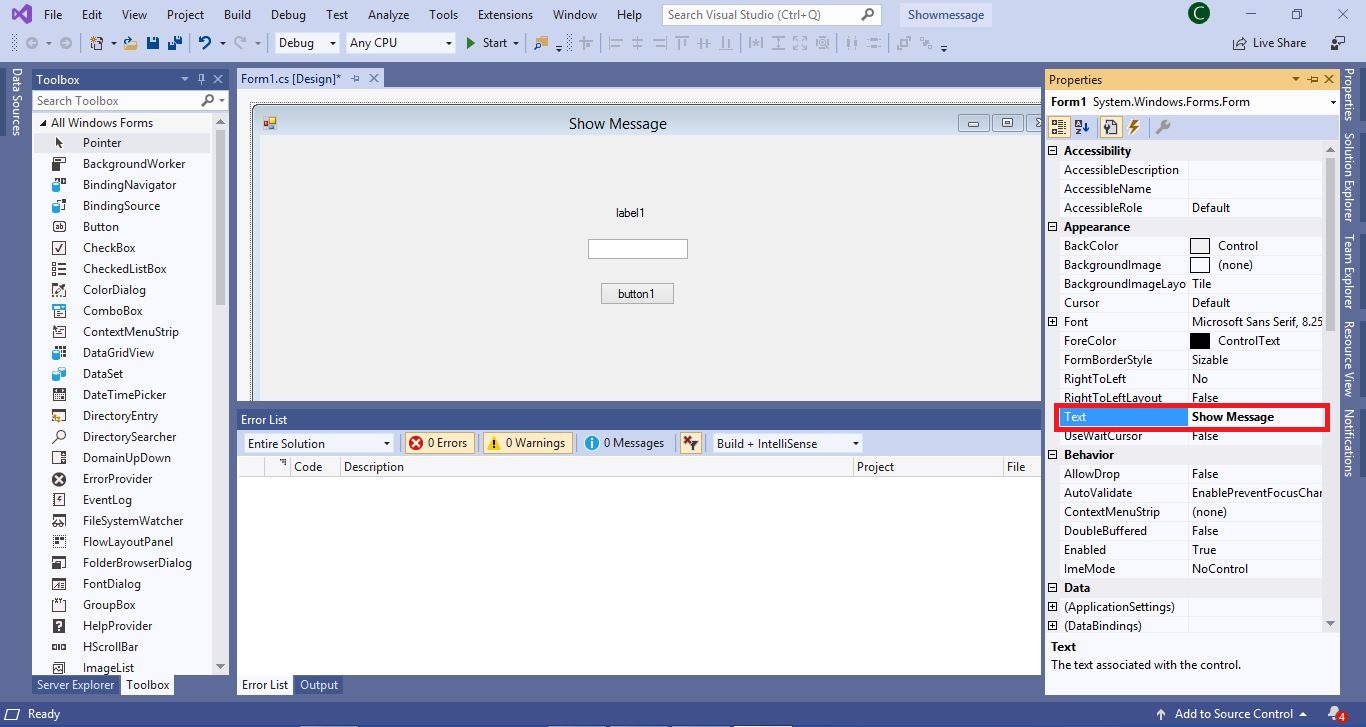 File Edit View Project Build Debug Test Analyze Tools Extensions Window Help Search Visual Studio (Ctrl+Q) Showmessage C
Debug Any CPU Start Live Share
Data Sources
Toolbox
Search Toolbox
All Windows Forms
Pointer
BackgroundWorker
BindingNavigator
BindingSource
Button
CheckBox
CheckedListBox
ColorDialog
ComboBox
ContextMenuStrip
DataGridView
DataSet
DateTimePicker
DirectoryEntry
DirectorySearcher
DomainUpDown
ErrorProvider
EventLog
FileSystemWatcher
FlowLayoutPanel
FolderBrowserDialog
FontDialog
GroupBox
HelpProvider
HScrollBar
ImageList
Server Explorer Toolbox
Form1.cs [Design]*
Show Message
label1
button1
Error List
Entire Solution 0 Errors 0 Warnings 0 Messages Build + IntelliSense
Code Description Project File
Error List Output
Properties
Form1 System.Windows.Forms.Form
Accessibility
AccessibleDescription
AccessibleName
AccessibleRole Default
Appearance
BackColor Control
BackgroundImage (none)
BackgroundImageLayo Tile
Cursor Default
Font Microsoft Sans Serif, 8.25
ForeColor ControlText
FormBorderStyle Sizable
RightToLeft No
RightToLeftLayout False
Text Show Message
UseWaitCursor False
Behavior
AllowDrop False
AutoValidate EnablePreventFocusChar
ContextMenuStrip (none)
DoubleBuffered False
Enabled True
ImeMode NoControl
Data
(ApplicationSettings)
(DataBindings)
Text
The text associated with the control.
Properties
Solution Explorer
Team Explorer
Resource View
Notifications
Ready Add to Source Control 4